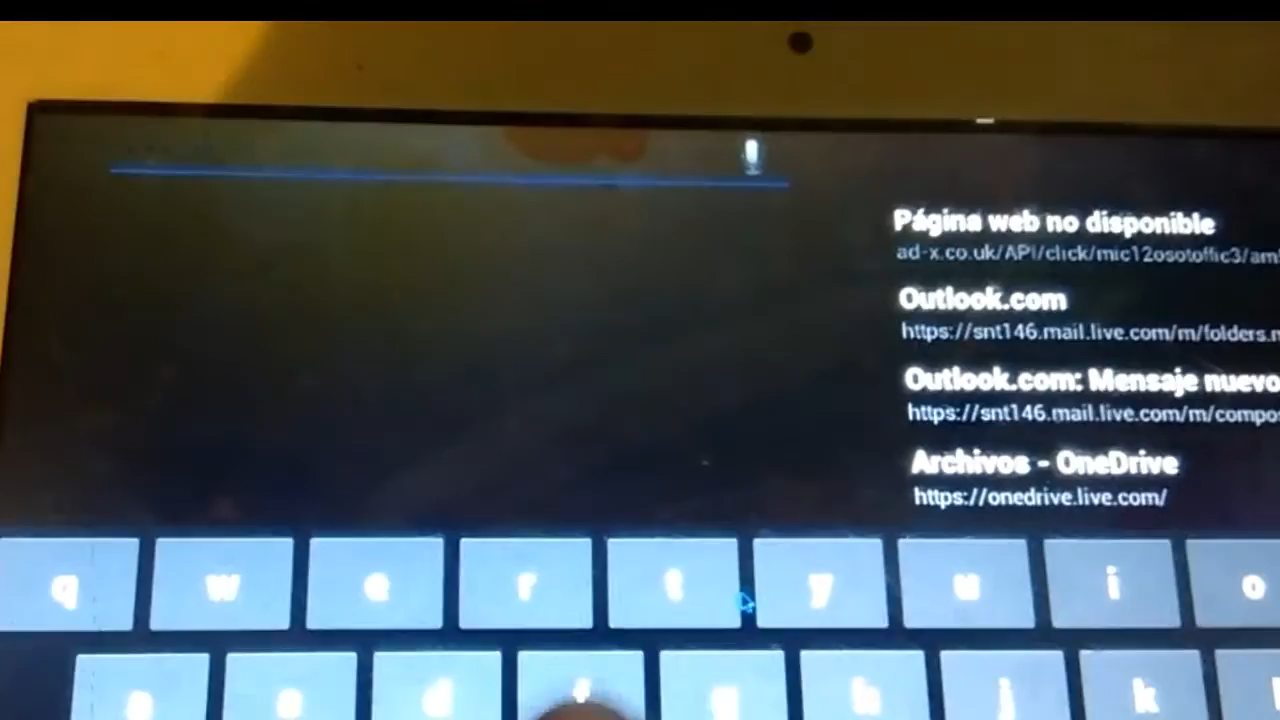 Página web no disponible
ad-x.co.uk/API/click/mic12osotoffic3/am
Outlook.com
https://snt146.mail.live.com/m/folders.m
Outlook.com: Mensaje nuevo
https://snt146.mail.live.com/m/compo
Archivos - OneDrive
https://onedrive.live.com/
q w e r t y u i o
a s d f g h j k